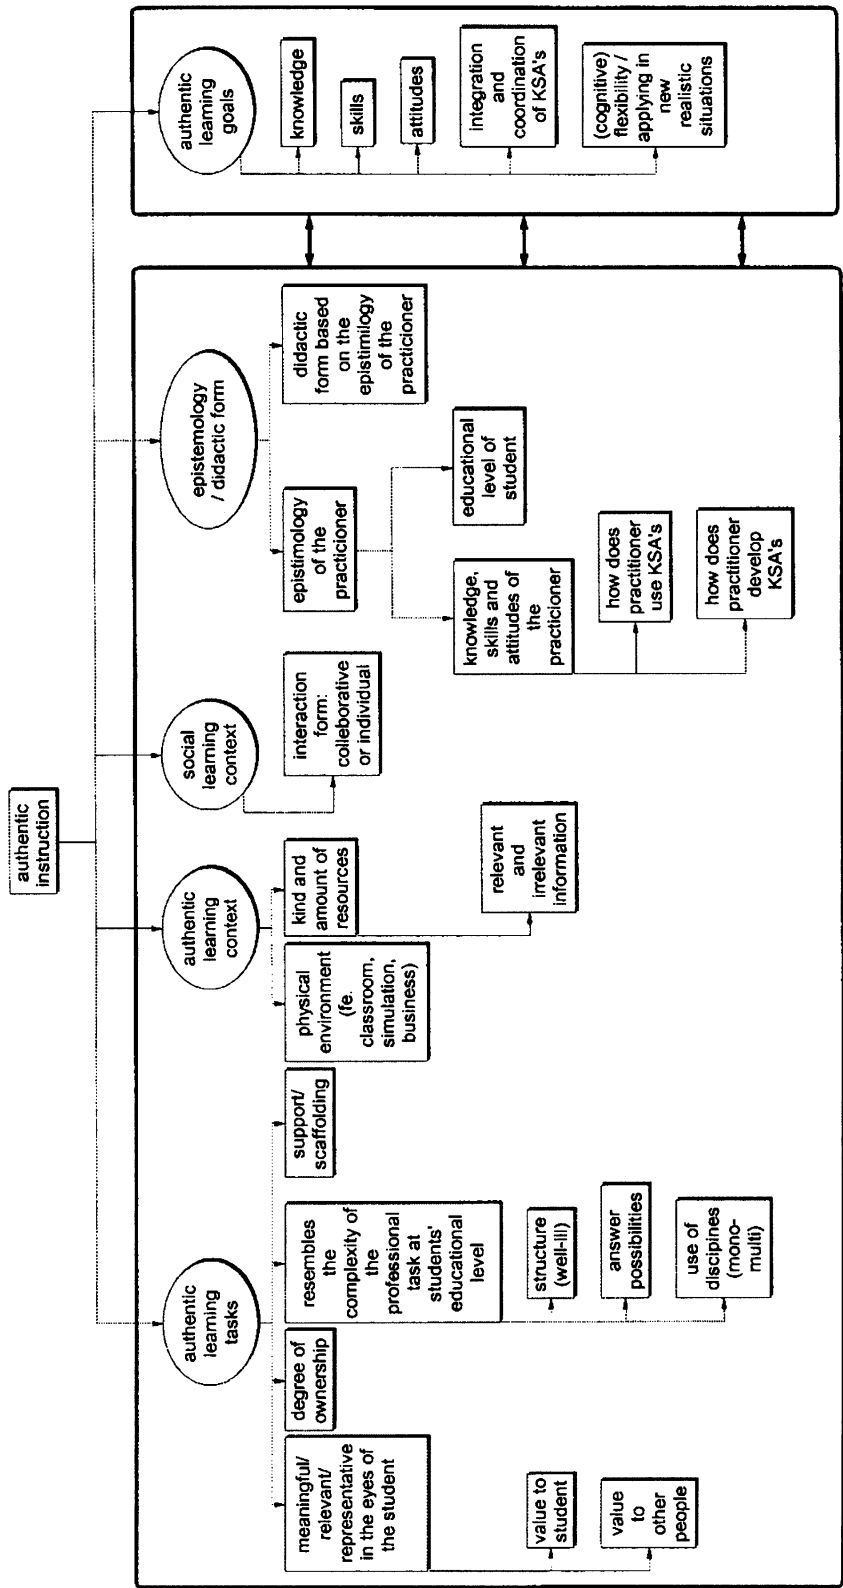 authentic
instruction
authentic
learning
tasks
authentic
learning
context
social
learning
context
epistemology
/ didactic form
authentic
learning
goals
meaningful/
relevant/
representative
in the eyes of
the student
value to
student
value
to
other
people
degree of
ownership
resembles
the
complexity of
the
professional
task at
students'
educational
level
structure
(well-ill)
answer
possibilities
use of
discipines
(mono-
multi)
support/
scaffolding
physical
environment
(fe.
classroom,
simulation,
business)
kind and
amount of
resources
relevant
and
irrelevant
information
interaction
form:
colleborative
or individual
epistimology
of the
practicioner
knowledge,
skills and
attitudes of
the
practicioner
how does
practitioner
use KSA's
how does
practitioner
develop
KSA's
educational
level of
student
didactic
form based
on the
epistimilogy
of the
practicioner
knowledge
skills
attitudes
integration
and
coordination
of KSA's
(cognitive)
flexibility /
applying in
new
realistic
situations